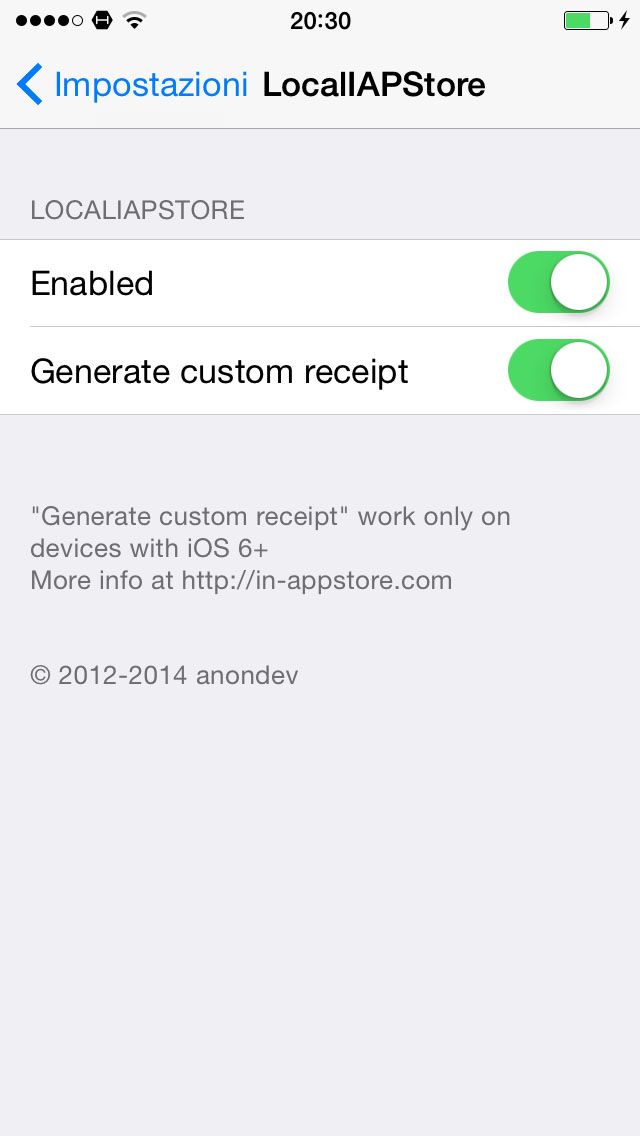 20:30
Impostazioni LocalIAPStore
LOCALIAPSTORE
Enabled
Generate custom receipt
"Generate custom receipt" work only on
devices with iOS 6+
More info at http://in-appstore.com
© 2012-2014 anondev